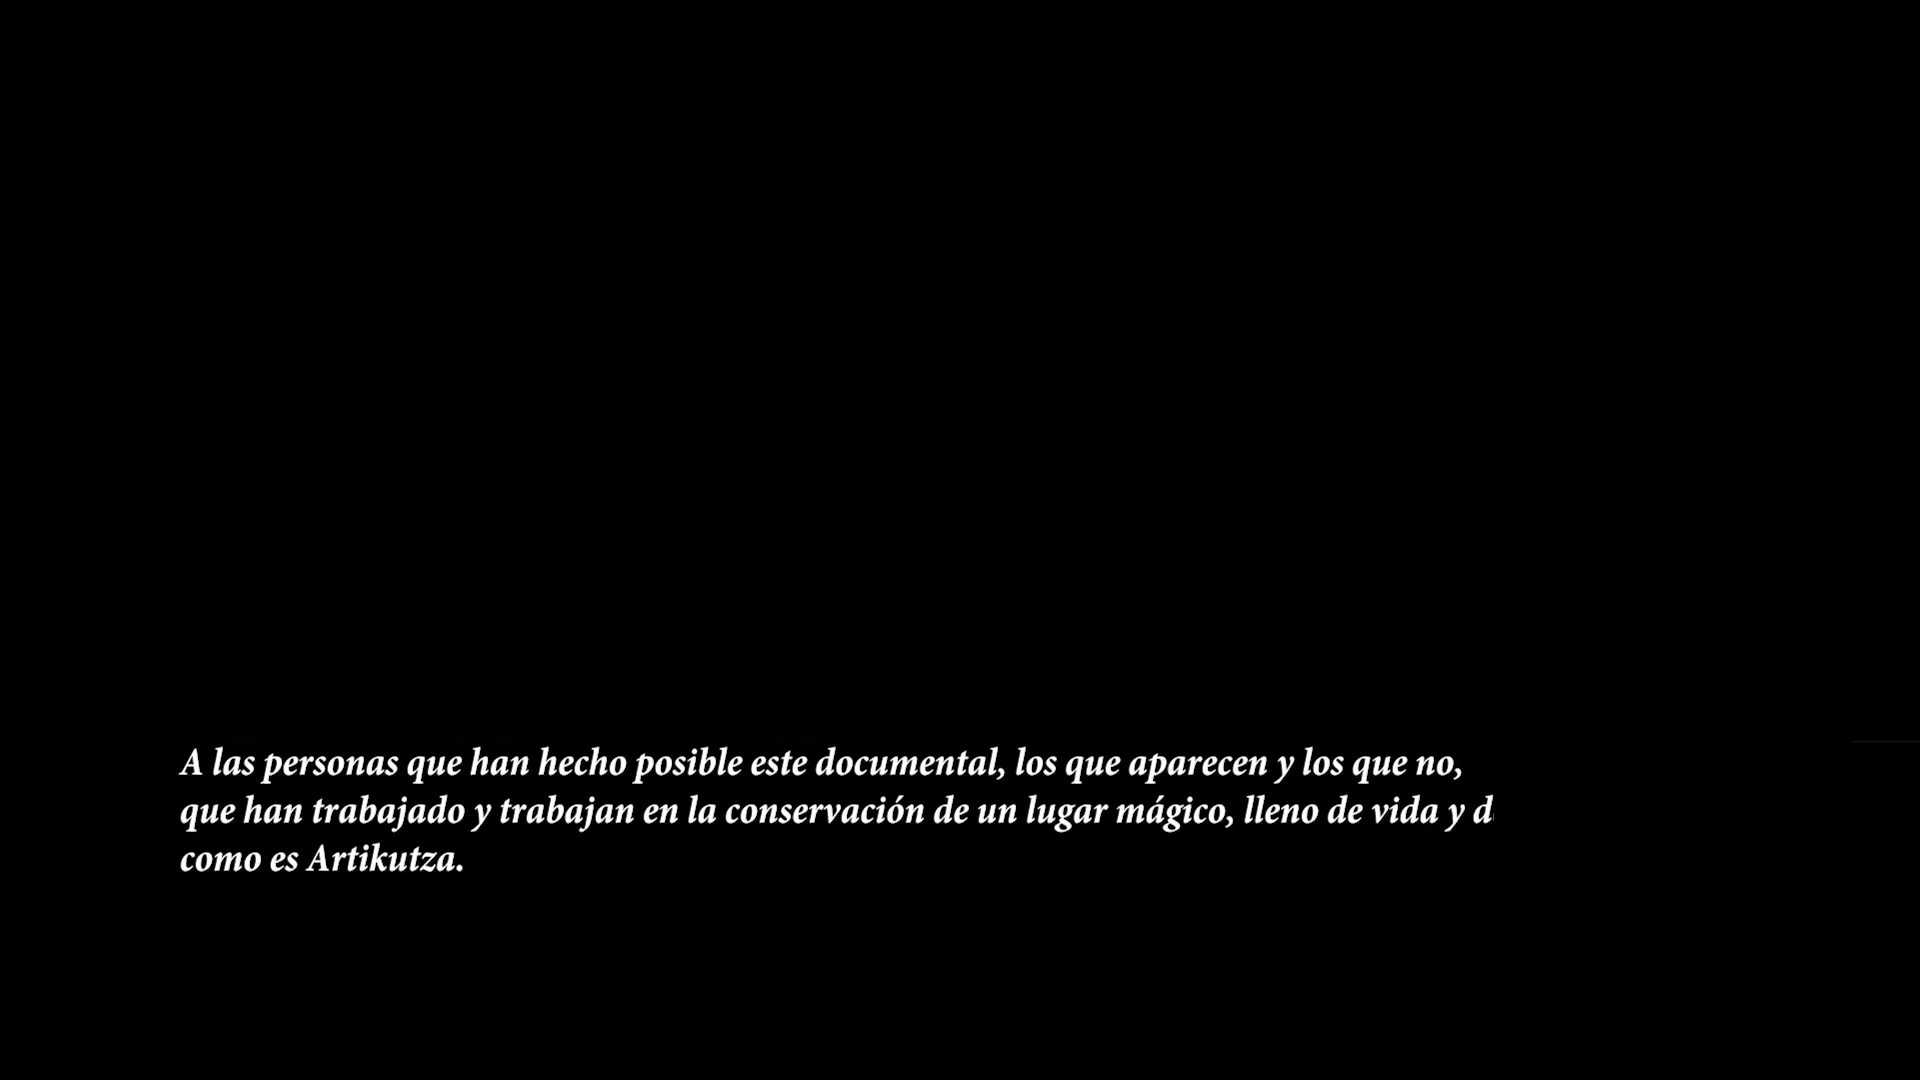 A las personas que han hecho posible este documental, los que aparecen y los que no,
que han trabajado y trabajan en la conservación de un lugar mágico, lleno de vida y
como es Artikutza.